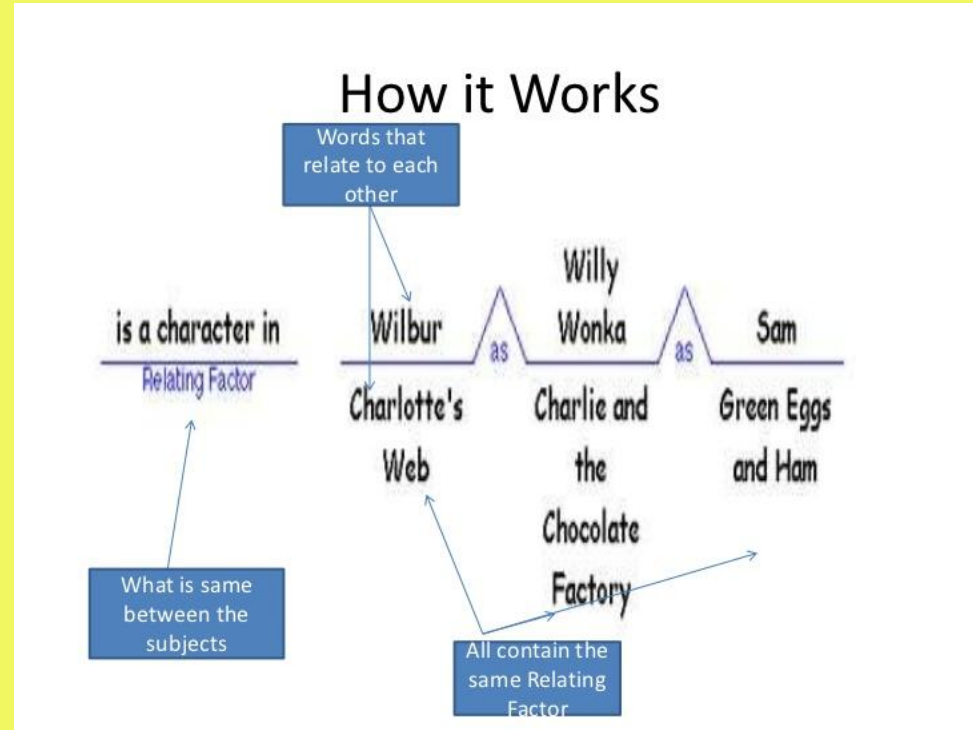 How it Works
Words that
relate to each
other
is a character in
Relating Factor
Wilbur
Charlotte's
Web
as
Willy
Wonka
Charlie and
the
Chocolate
Factory
as
Sam
Green Eggs
and Ham
What is same
between the
subjects
All contain the
same Relating
Factor